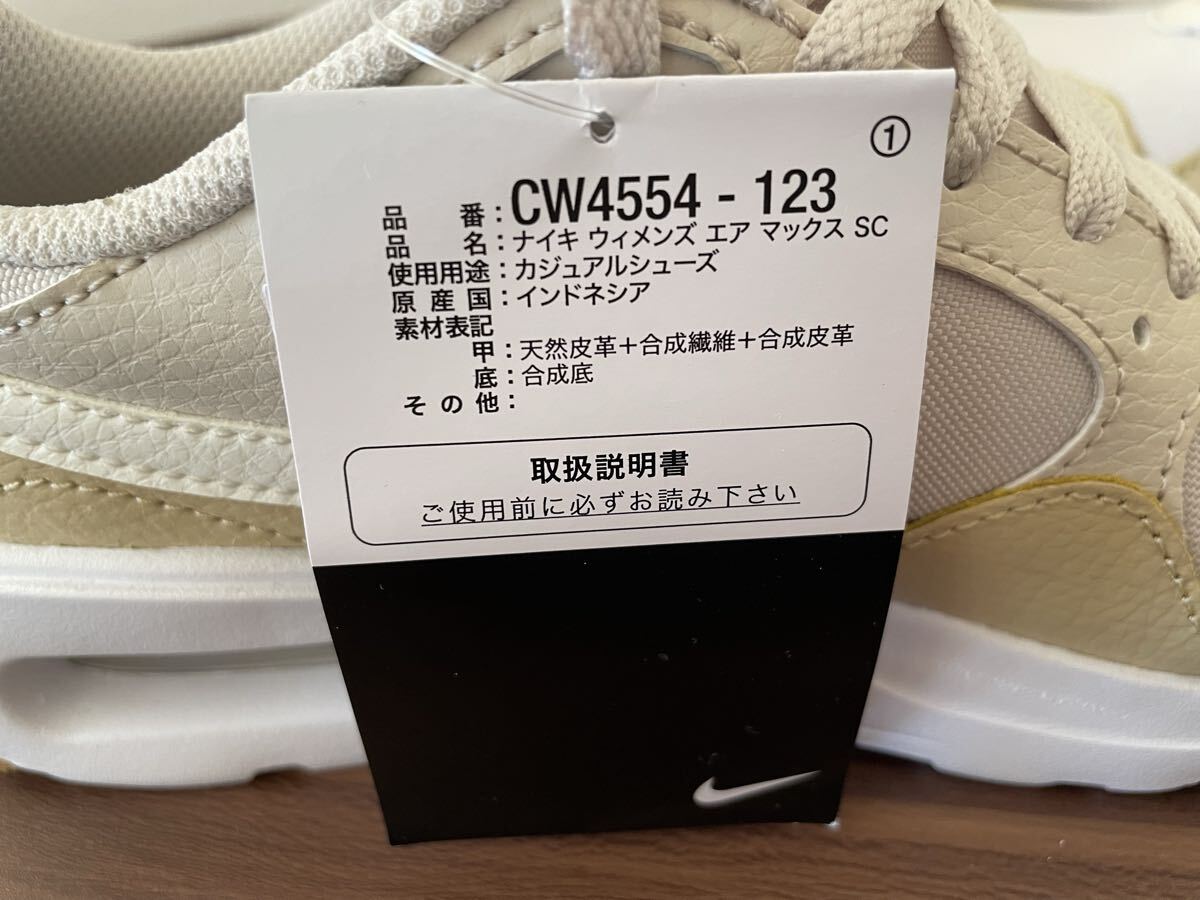 ①
品番：CW4554 - 123
品名：ナイキ ウィメンズ エア マックス SC
使用用途：カジュアルシューズ
原産国：インドネシア
素材表記
甲：天然皮革＋合成繊維＋合成皮革
底：合成底
その他：
取扱説明書
ご使用前に必ずお読み下さい